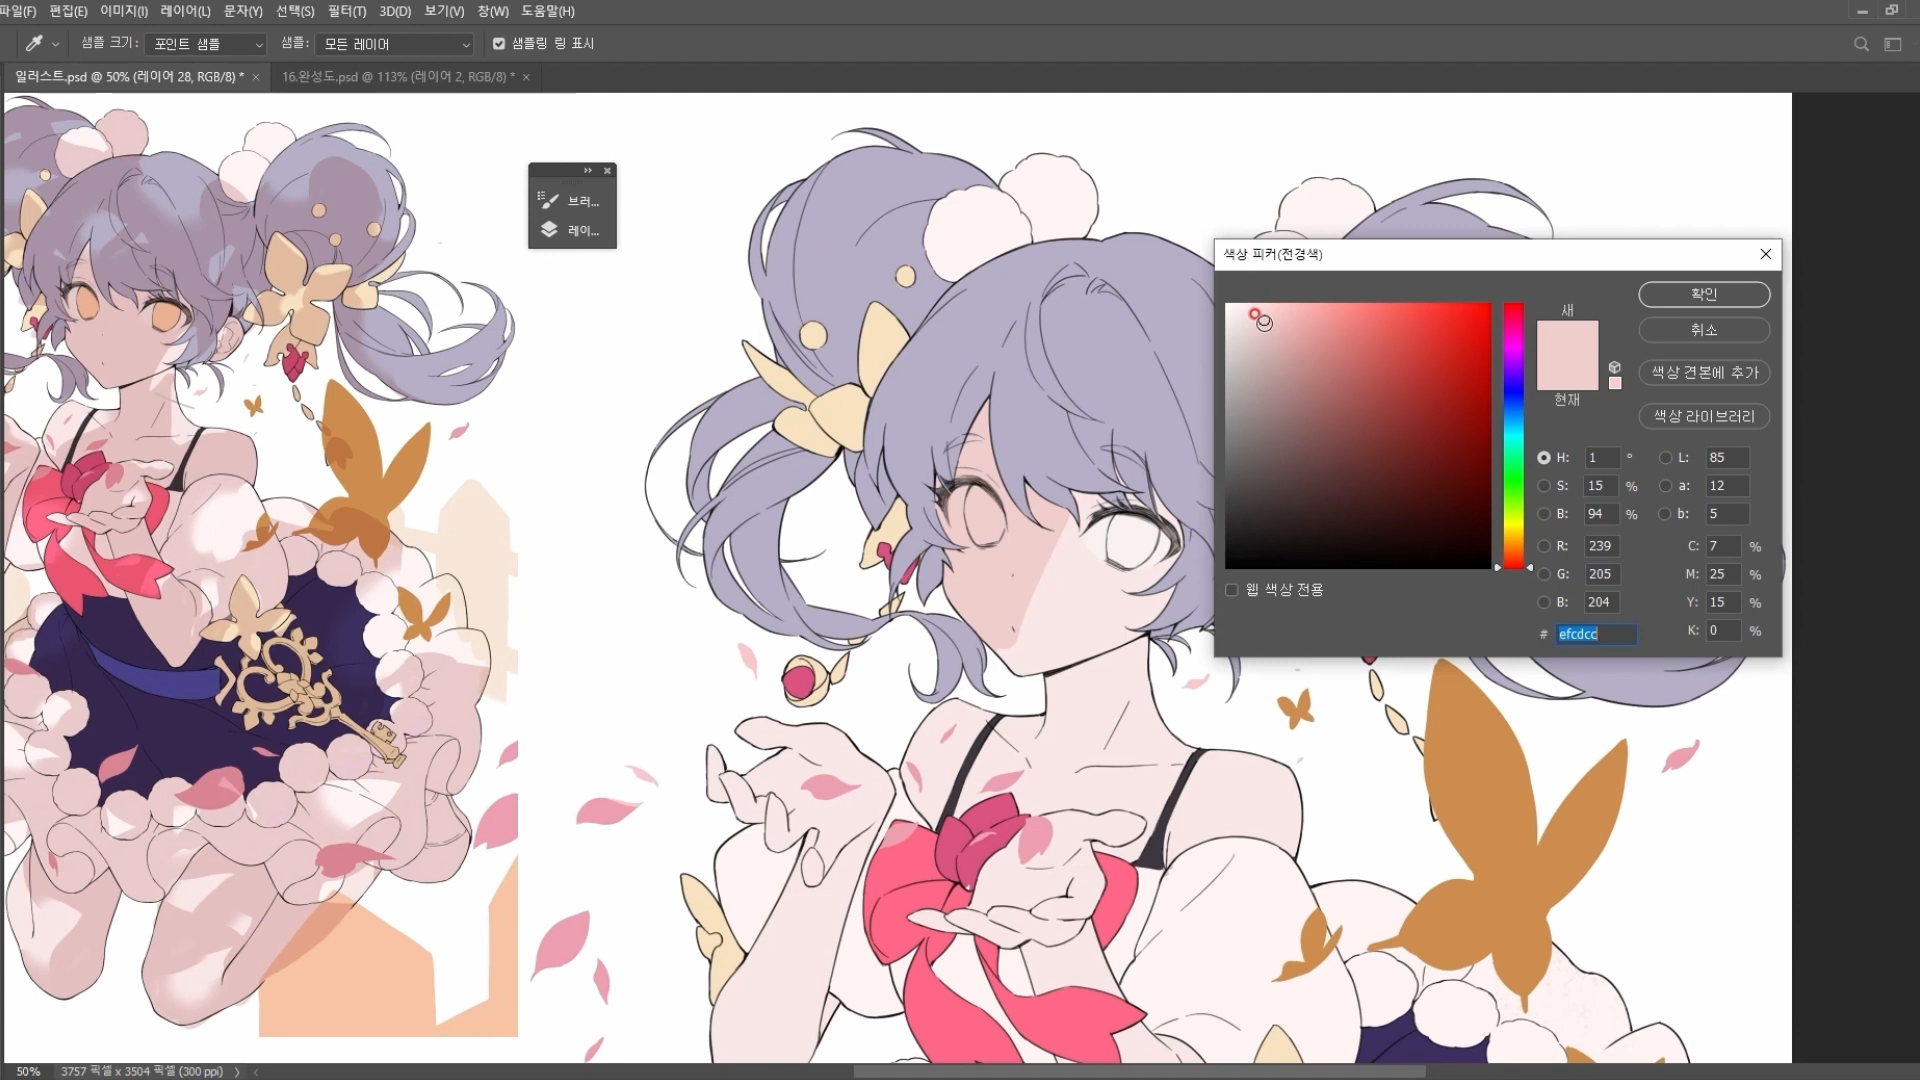 파일(F) 편집(E) 이미지(I) 레이어(L) 문자(Y) 선택(S) 필터(T) 3D(D) 보기(V) 창(W) 도움말(H)
샘플 크기: 포인트 샘플 샘플: 모든 레이어 샘플링 링 표시
일러스트.psd @ 50% (레이어 28, RGB/8) * × 16.완성도.psd @ 113% (레이어 2, RGB/8) * ×
브러...
레이...
색상 피커(전경색)
새
현재
확인
취소
색상 견본에 추가
색상 라이브러리
H: 1 ° L: 85
S: 15 % a: 12
B: 94 % b: 5
R: 239 C: 7 %
G: 205 M: 25 %
B: 204 Y: 15 %
# efcdcc K: 0 %
웹 색상 전용
50% 3757 픽셀 x 3504 픽셀 (300 ppi)